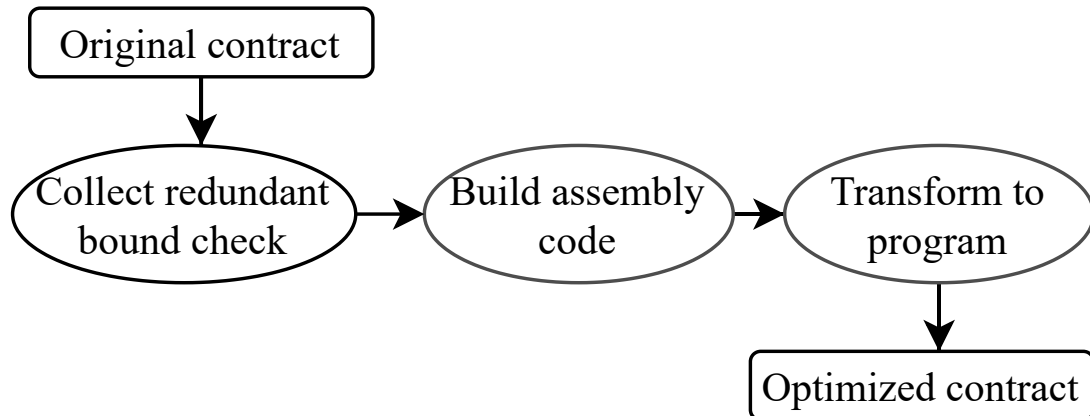 Original contract
Collect redundant
bound check
Build assembly
code
Transform to
program
Optimized contract